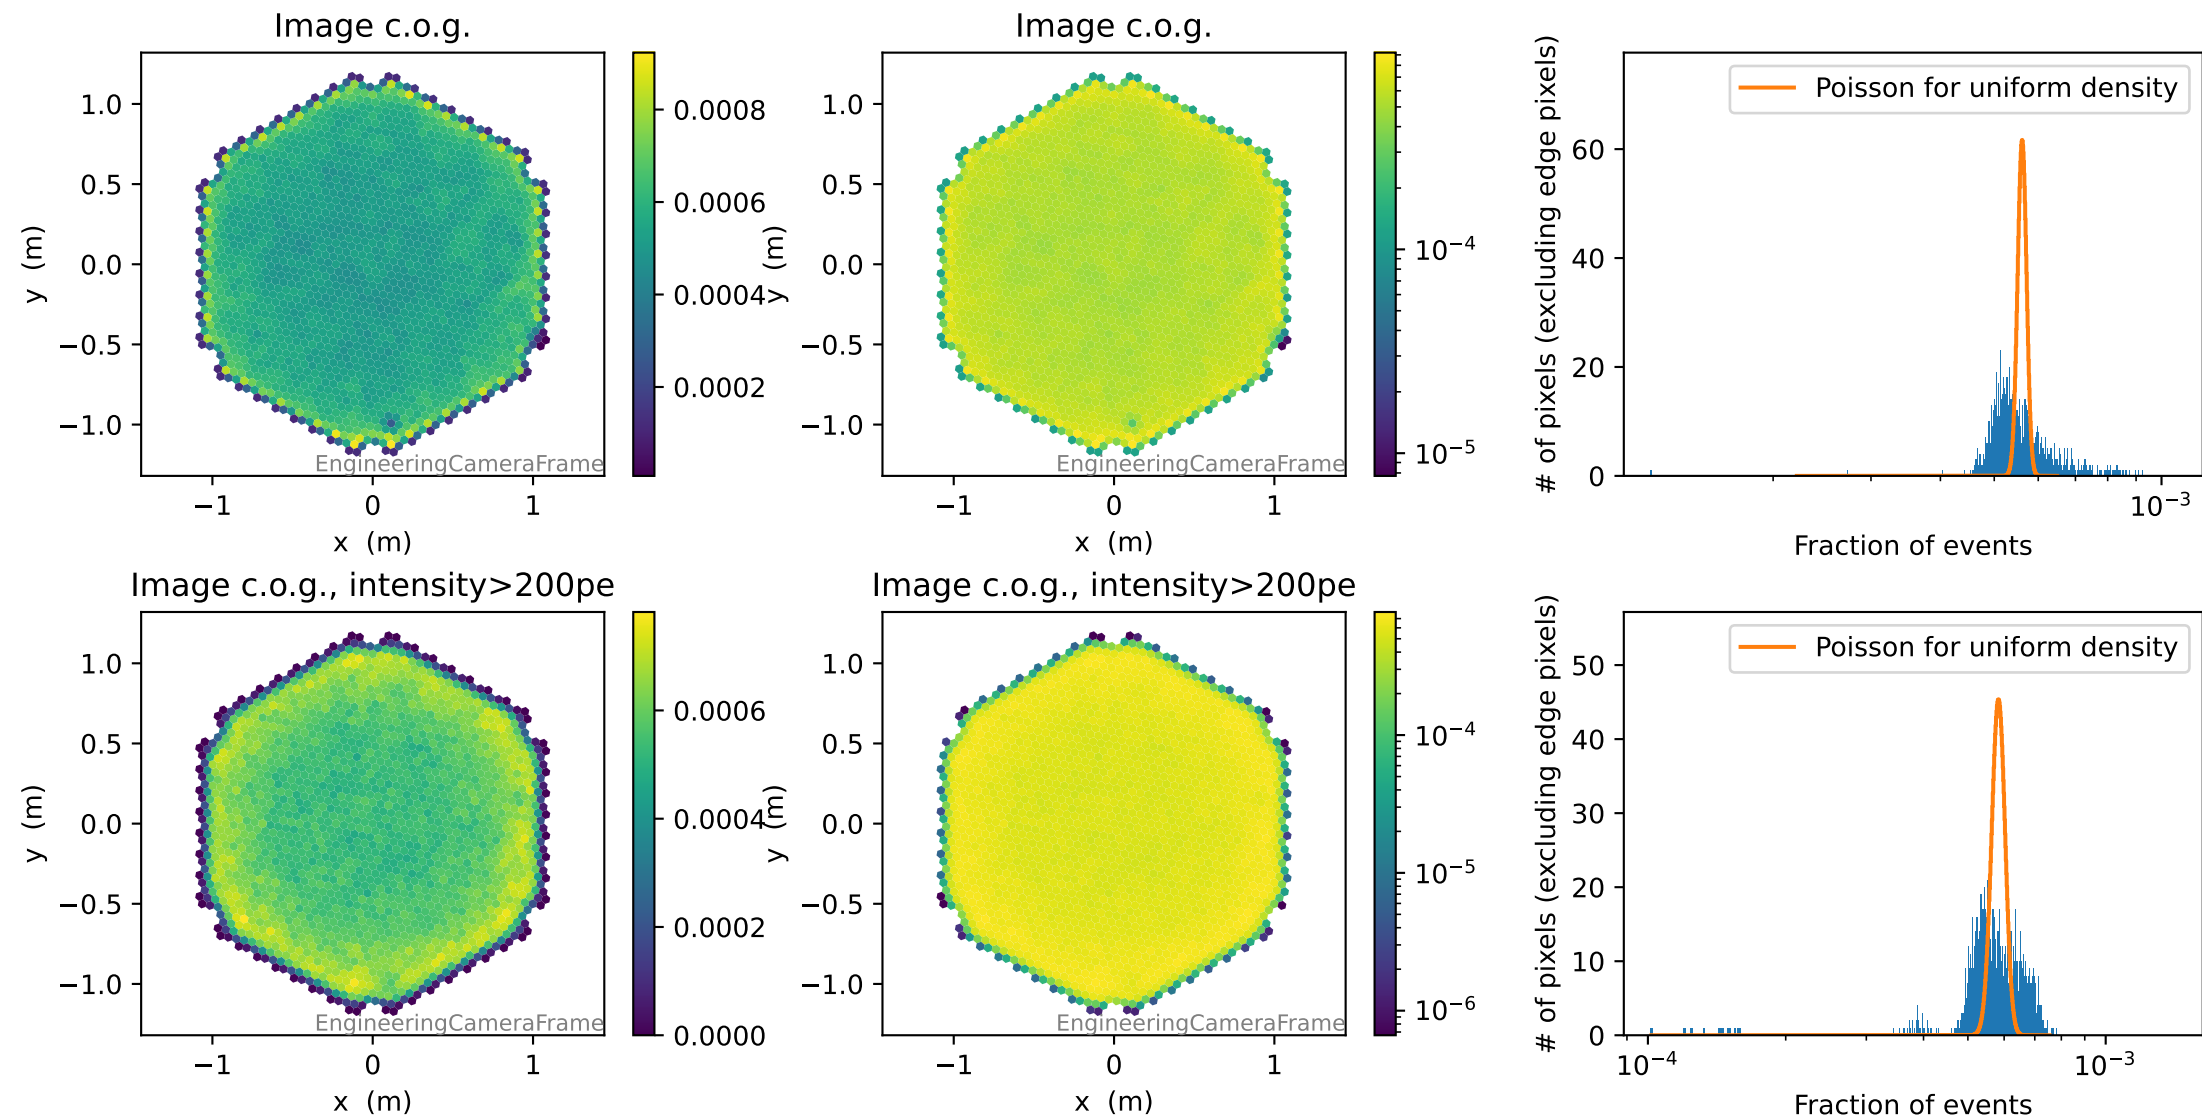 Image c.o.g.
1.0
0.5
0.0
−0.5
−1.0
−1
0
1
y (m)
x (m)
EngineeringCameraFrame
0.0008
0.0006
0.0004
0.0002
Image c.o.g.
1.0
0.5
0.0
−0.5
−1.0
−1
0
1
y (m)
x (m)
EngineeringCameraFrame
10−4
10−5
Poisson for uniform density
60
40
20
0
10−3
# of pixels (excluding edge pixels)
Fraction of events
Image c.o.g., intensity>200pe
1.0
0.5
0.0
−0.5
−1.0
−1
0
1
y (m)
x (m)
EngineeringCameraFrame
0.0006
0.0004
0.0002
0.0000
Image c.o.g., intensity>200pe
1.0
0.5
0.0
−0.5
−1.0
−1
0
1
y (m)
x (m)
EngineeringCameraFrame
10−4
10−5
10−6
Poisson for uniform density
50
40
30
20
10
0
10−4
10−3
# of pixels (excluding edge pixels)
Fraction of events